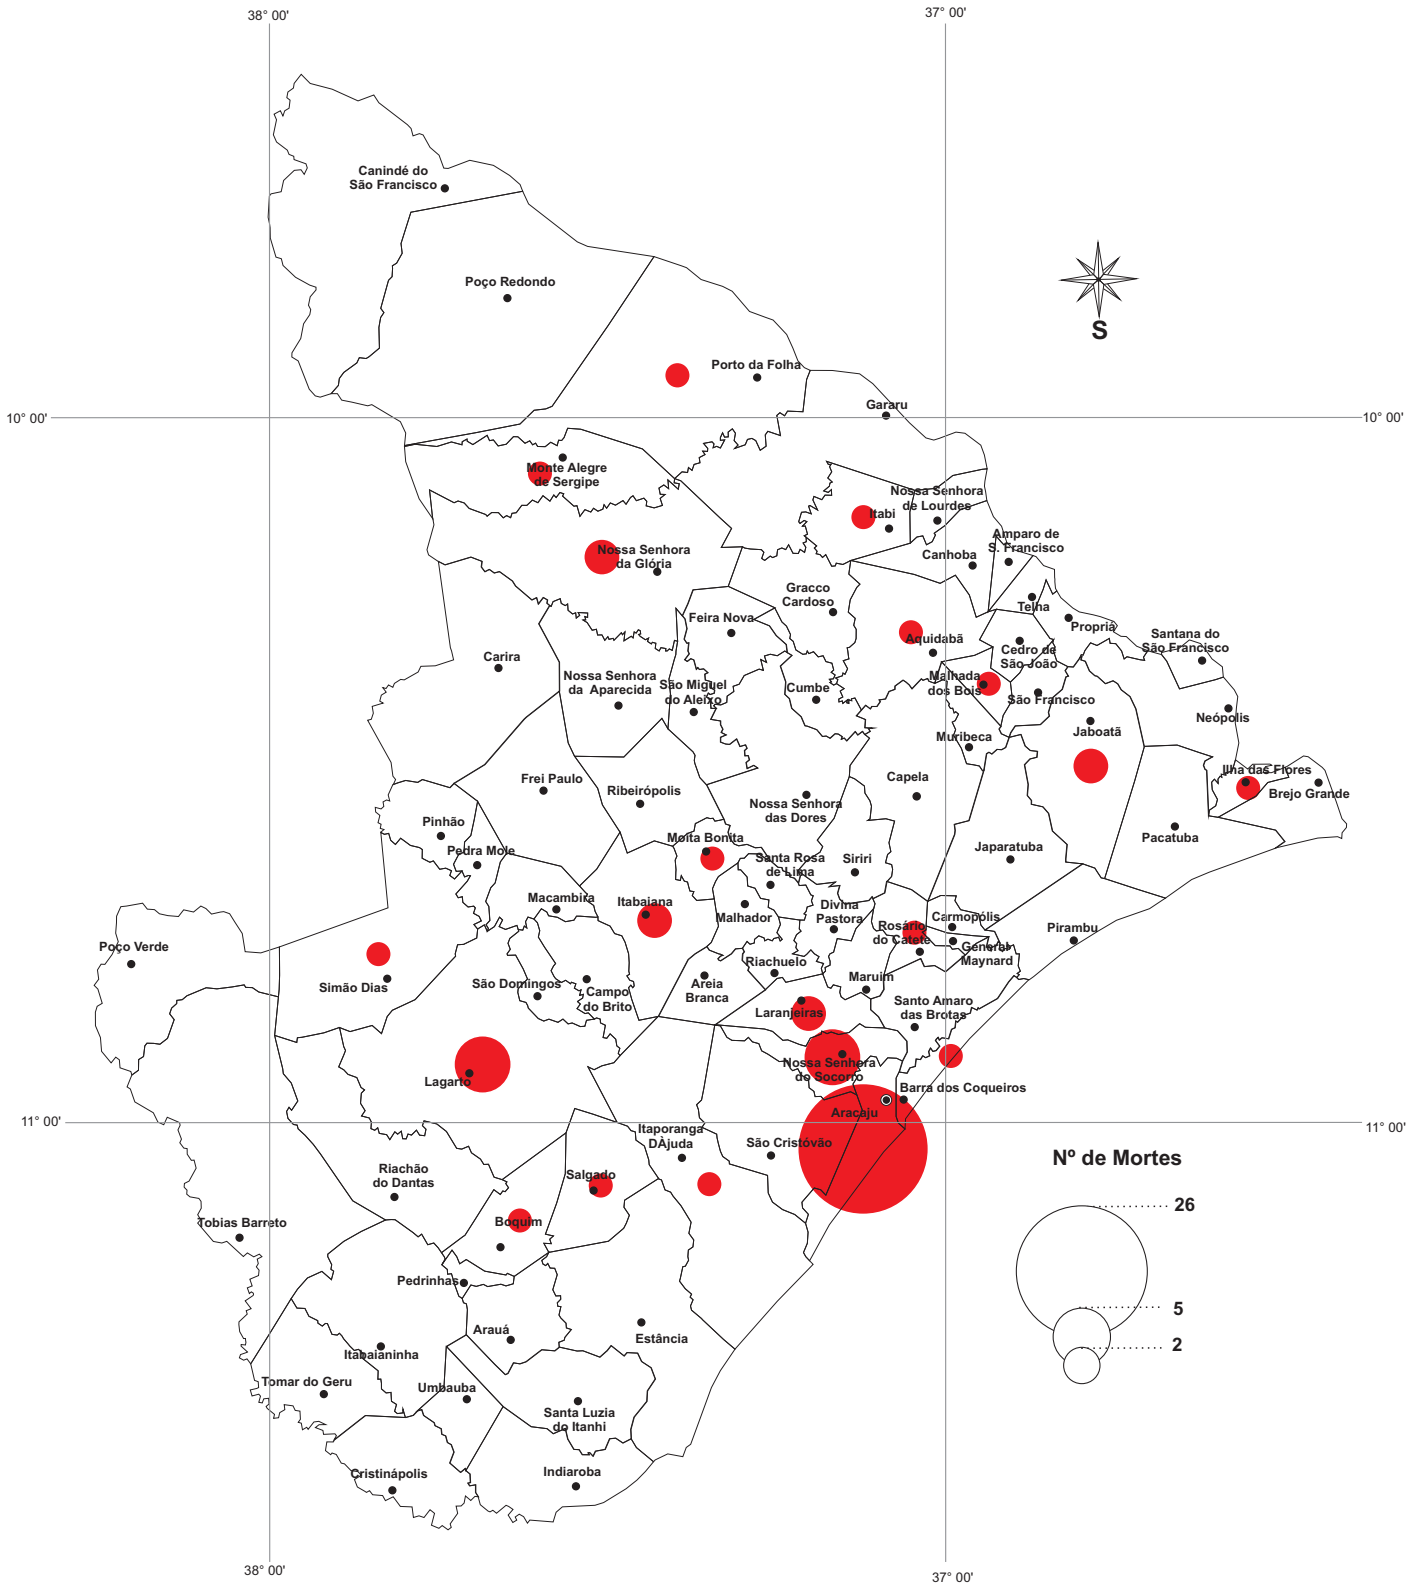 38° 00'
37° 00'
Canindé do
São Francisco
Poço Redondo
S
Porto da Folha
Gararu
10° 00'
10° 00'
Monte Alegre
de Sergipe
Nossa Senhora
de Lourdes
Itabi
Amparo de
S. Francisco
Nossa Senhora
da Glória
Canhoba
Gracco
Cardoso
Telha
Feira Nova
Propriá
Santana do
São Francisco
Aquidabã
Cedro de
São João
Carira
Nossa Senhora
da Aparecida
São Miguel
do Aleixo
Cumbe
Malhada
dos Bois
São Francisco
Neópolis
Jaboatã
Muribeca
Ilha das Flores
Brejo Grande
Frei Paulo
Ribeirópolis
Capela
Nossa Senhora
das Dores
Pinhão
Pedra Mole
Moita Bonita
Pacatuba
Japaratuba
Santa Rosa
de Lima
Siriri
Macambira
Itabaiana
Malhador
Divina
Pastora
Carmopólis
Rosário
do Catete
Pirambu
General
Maynard
Poço Verde
Simão Dias
São Domingos
Campo
do Brito
Areia
Branca
Riachuelo
Maruim
Santo Amaro
das Brotas
Laranjeiras
Nossa Senhora
do Socorro
Lagarto
Barra dos Coqueiros
Aracaju
11° 00'
11° 00'
Itaporanga
DÀjuda
São Cristóvão
Nº de Mortes
Riachão
do Dantas
Salgado
26
Tobias Barreto
Boquim
Pedrinhas
5
Arauá
Estância
2
Itabaianinha
Tomar do Geru
Umbauba
Santa Luzia
do Itanhi
Cristinápolis
Indiaroba
38° 00'
37° 00'